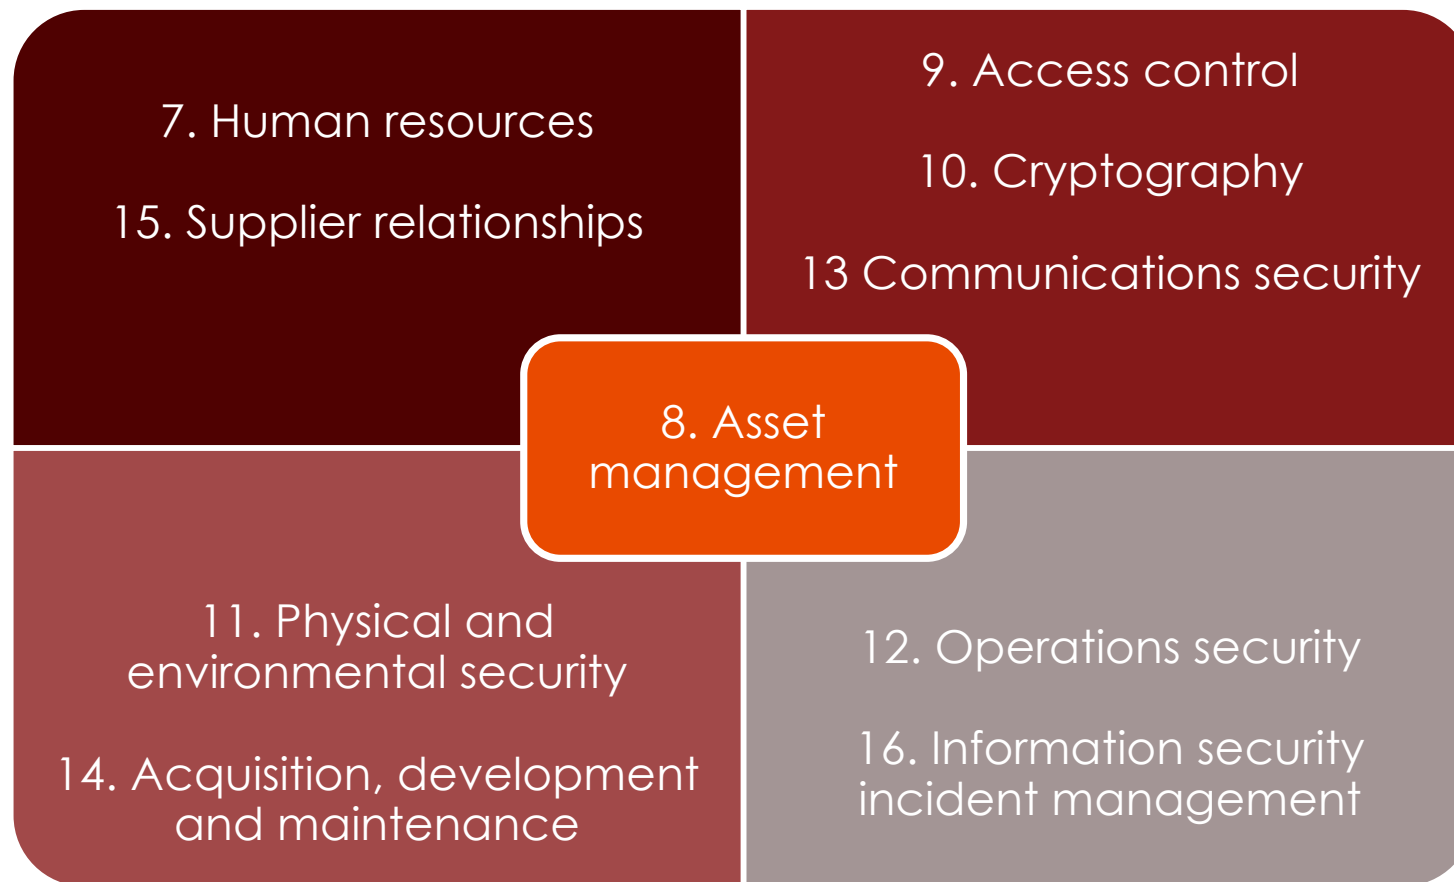 7. Human resources
15. Supplier relationships
9. Access control
10. Cryptography
13 Communications security
8. Asset
management
11. Physical and
environmental security
14. Acquisition, development
and maintenance
12. Operations security
16. Information security
incident management